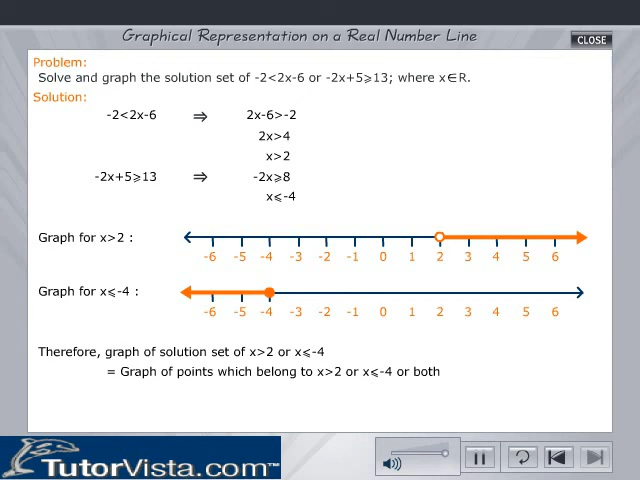 Graphical Representation on a Real Number Line
CLOSE
Problem:
Solve and graph the solution set of -2<2x-6 or -2x+5⩾13; where x∈R.
Solution:
-2<2x-6 ⇒ 2x-6>-2
2x>4
x>2
-2x+5⩾13 ⇒ -2x⩾8
x⩽-4
Graph for x>2 :
-6 -5 -4 -3 -2 -1 0 1 2 3 4 5 6
Graph for x⩽-4 :
-6 -5 -4 -3 -2 -1 0 1 2 3 4 5 6
Therefore, graph of solution set of x>2 or x⩽-4
= Graph of points which belong to x>2 or x⩽-4 or both
TutorVista.com™